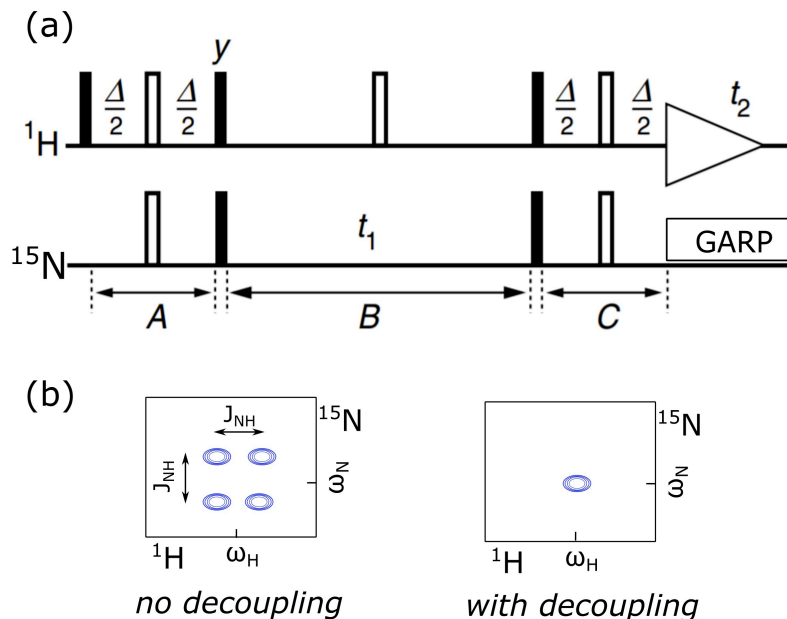 (a)
y
Δ/2 Δ/2 Δ/2 Δ/2 t₂
¹H
t₁
¹⁵N GARP
A B C
(b)
J_NH ¹⁵N ¹⁵N
J_NH ω_N ω_N
¹H ω_H ¹H ω_H
no decoupling with decoupling